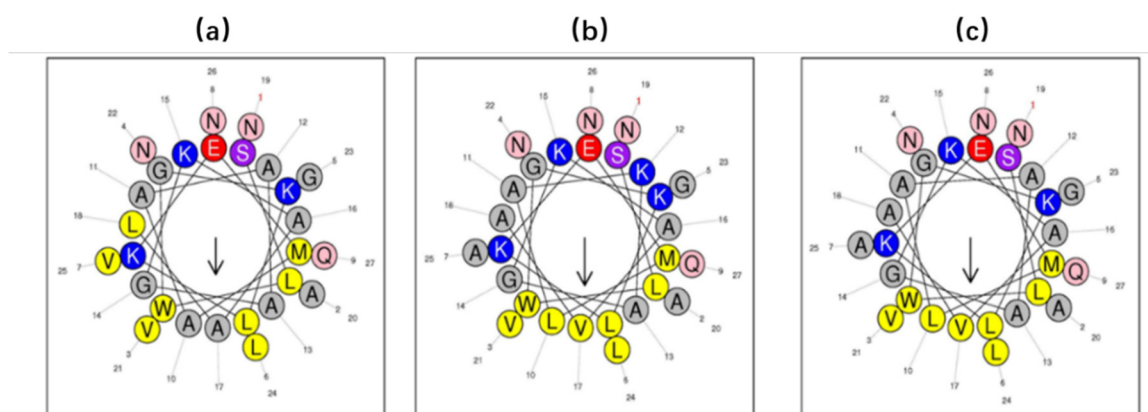 (a)
26
19
15 8 1
22 N N 12
4 K E S
N G A 23
11 A K G 5
18 L A 16
V K M Q
25 7 G L A 9 27
14 W A 2
V A A L 20
3 L 13
21 10 17 6
24
(b)
26
19
15 8 1
22 N N 12
4 K E S
N G K 23
11 A K G 5
18 A A 16
A K M Q
25 7 G L A 9 27
14 W A 2
V L V L 20
3 L 13
21 10 17 6
24
(c)
26
19
15 8 1
22 N N 12
4 K E S
N G A 23
11 A K G 5
18 A A 16
A K M Q
25 7 G L A 9 27
14 W A 2
V L V L 20
3 L 13
21 10 17 6
24